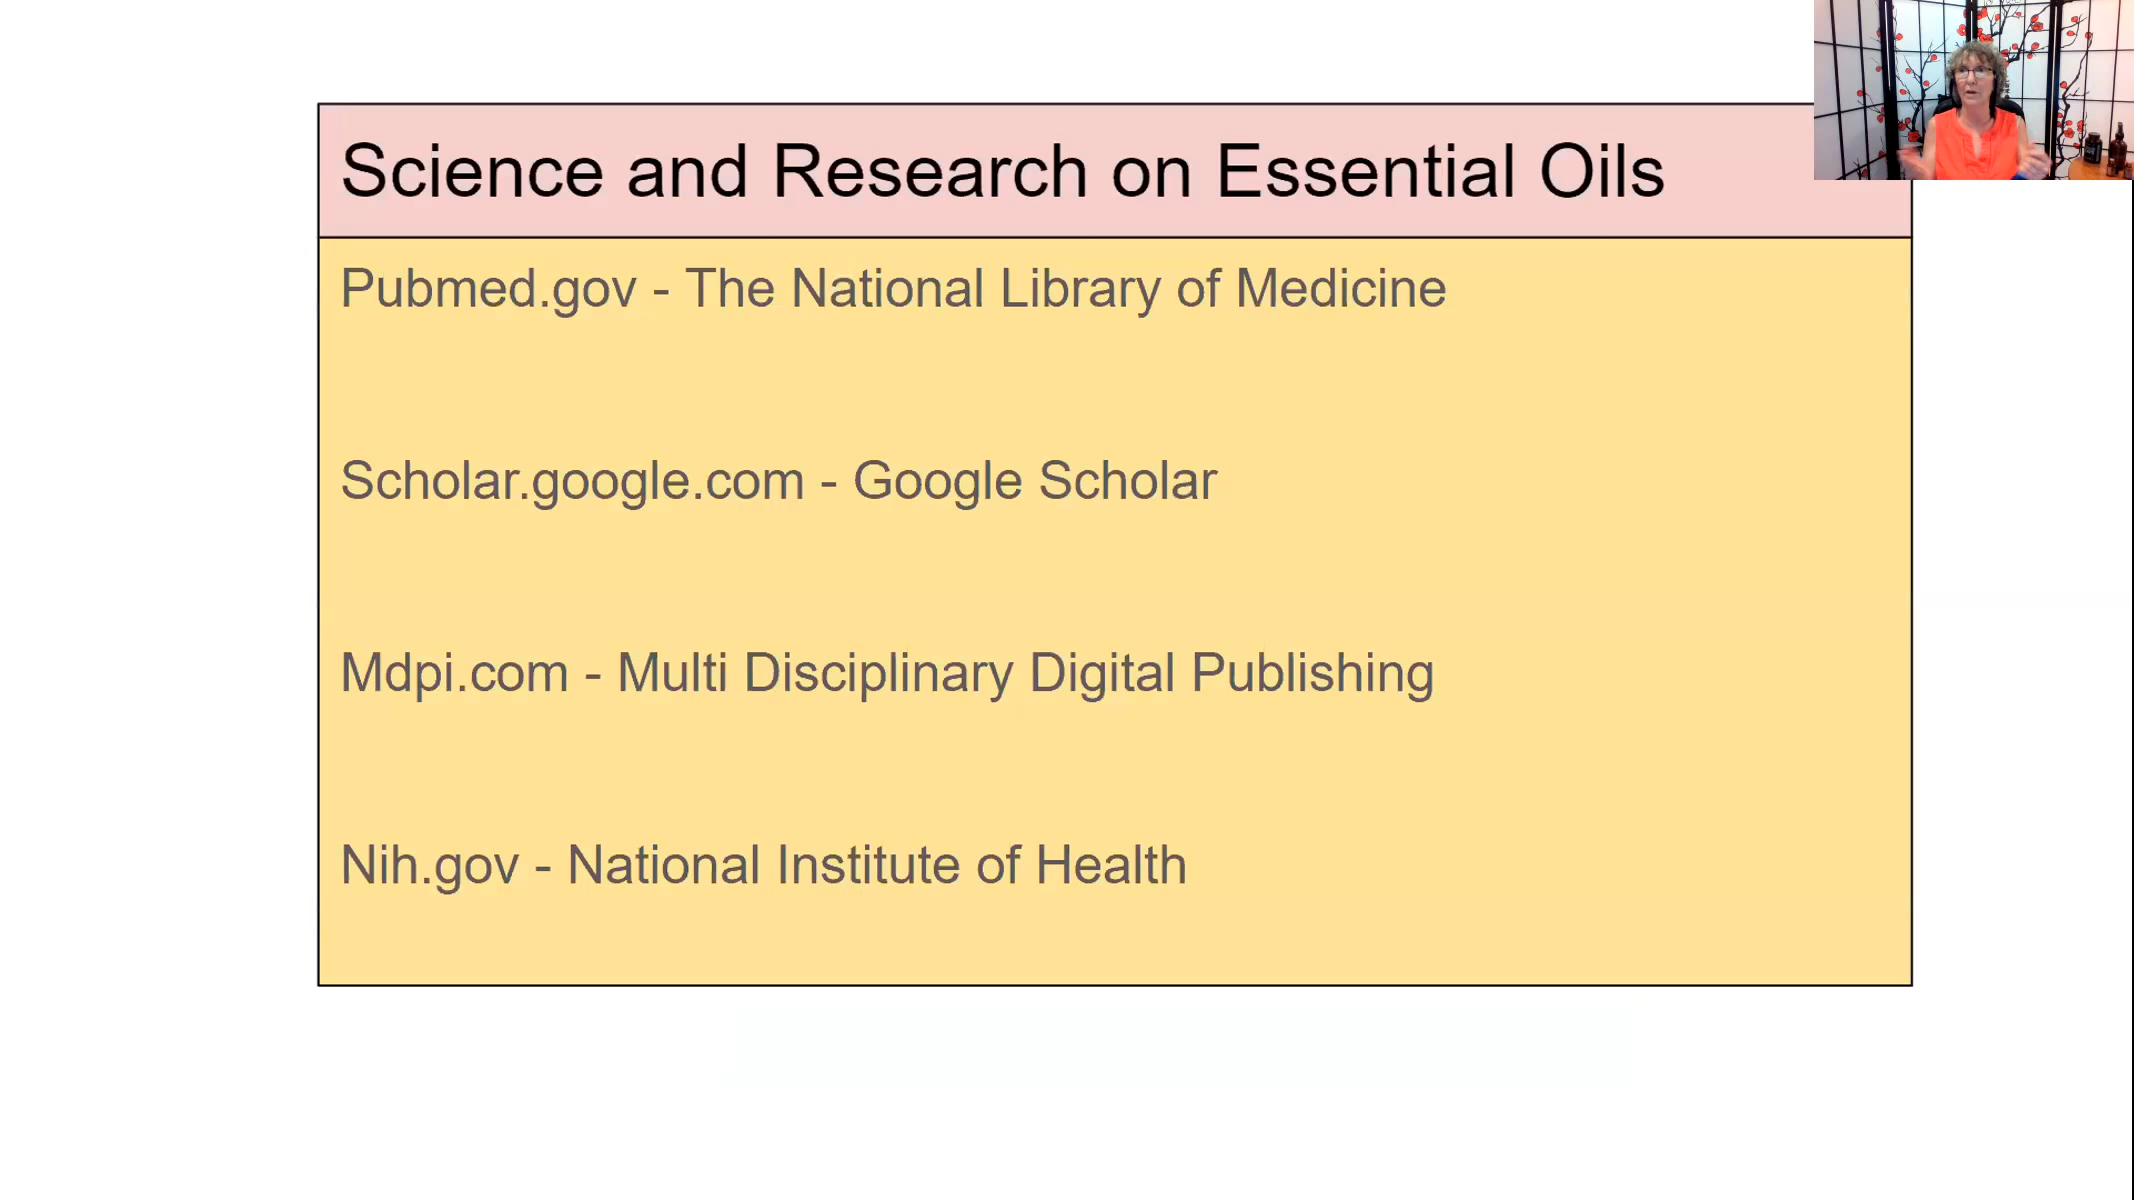 Science and Research on Essential Oils
Pubmed.gov - The National Library of Medicine
Scholar.google.com - Google Scholar
Mdpi.com - Multi Disciplinary Digital Publishing
Nih.gov - National Institute of Health